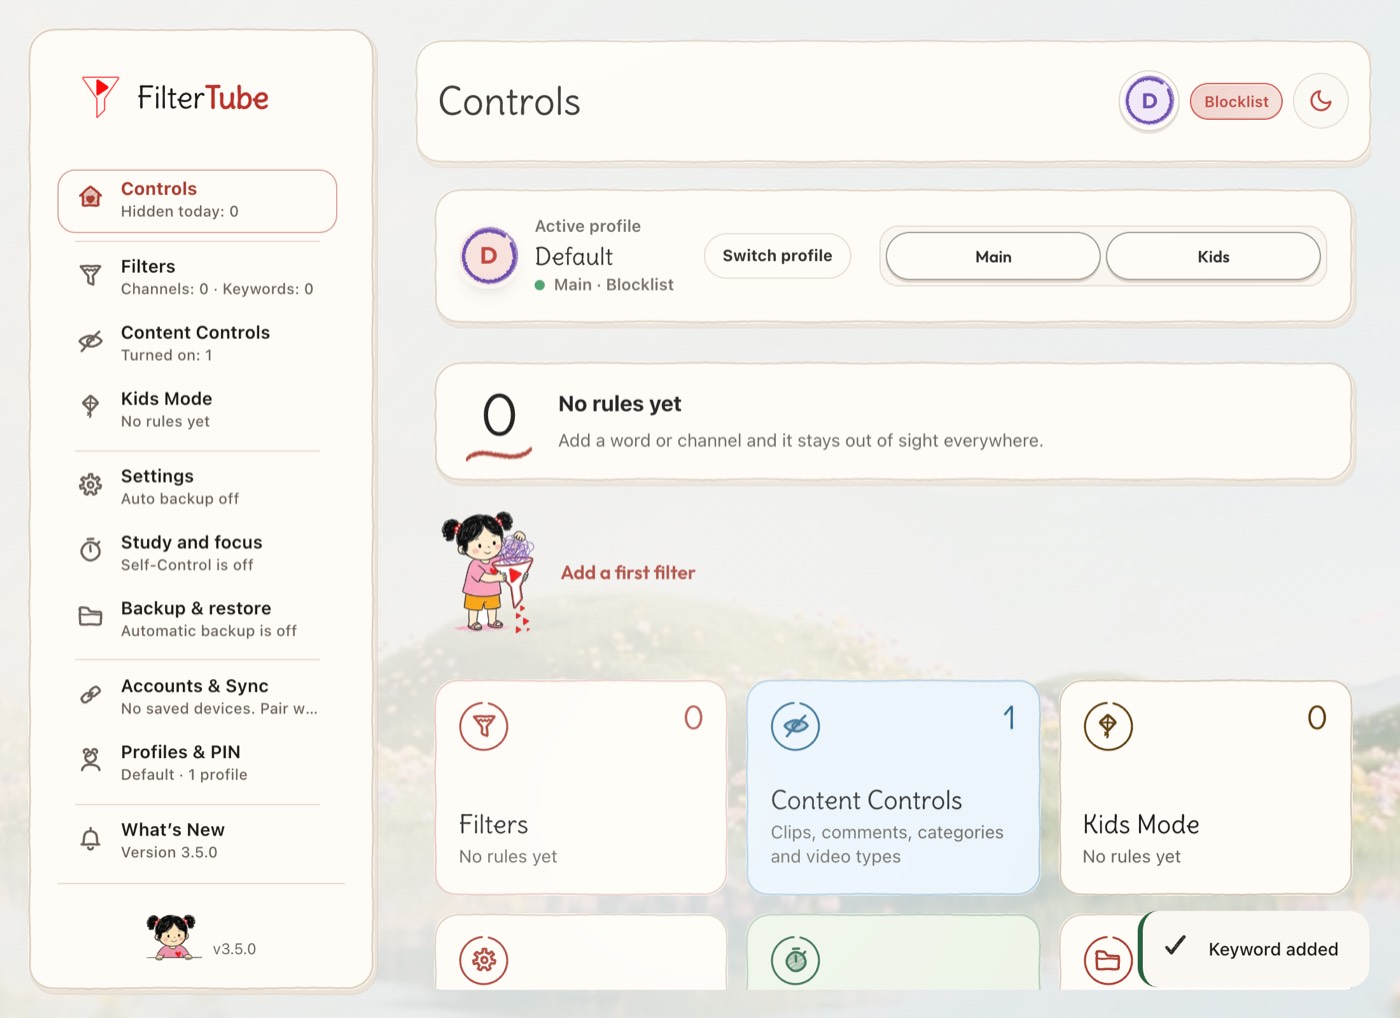 FilterTube
Controls
Hidden today: 0
Filters
Channels: 0 · Keywords: 0
Content Controls
Turned on: 1
Kids Mode
No rules yet
Settings
Auto backup off
Study and focus
Self-Control is off
Backup & restore
Automatic backup is off
Accounts & Sync
No saved devices. Pair w...
Profiles & PIN
Default · 1 profile
What's New
Version 3.5.0
v3.5.0
Controls
D
Blocklist
D
Active profile
Default
Main · Blocklist
Switch profile
Main
Kids
0
No rules yet
Add a word or channel and it stays out of sight everywhere.
Add a first filter
0
Filters
No rules yet
1
Content Controls
Clips, comments, categories
and video types
0
Kids Mode
No rules yet
Keyword added